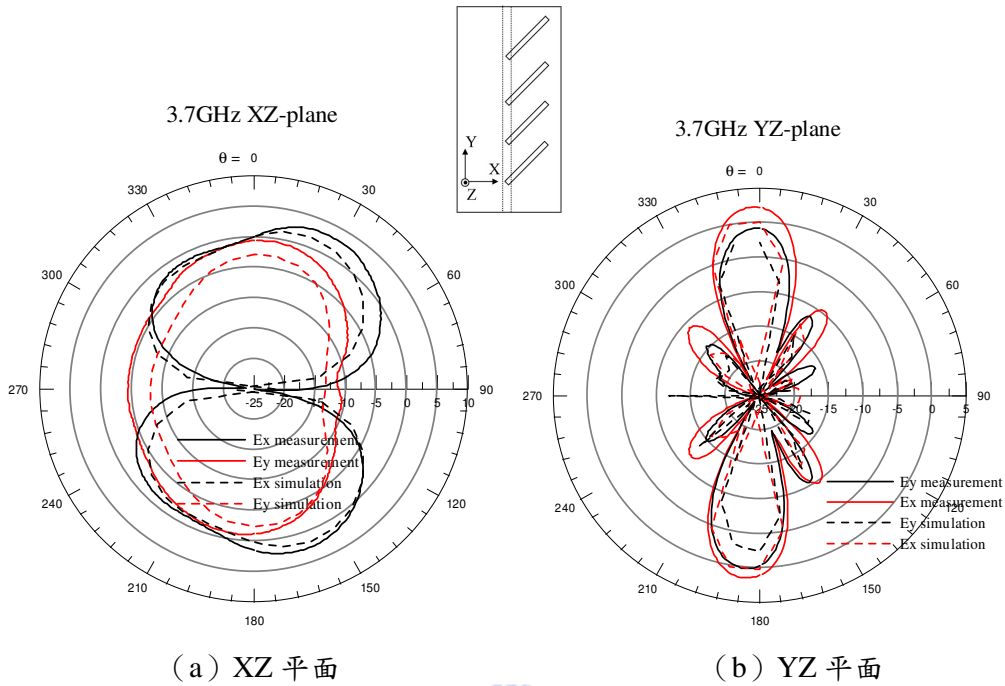 3.7GHz XZ-plane
θ = 0
30
60
90
120
150
180
210
240
270
300
330
-25 -20 -15 -10 -5 0 5 10
Ex measurement
Ey measurement
Ex simulation
Ey simulation
Y
X
Z
3.7GHz YZ-plane
θ = 0
30
60
90
120
150
180
210
240
270
300
330
-25 -20 -15 -10 -5 0 5
Ey measurement
Ex measurement
Ey simulation
Ex simulation
(a) XZ 平面
(b) YZ 平面